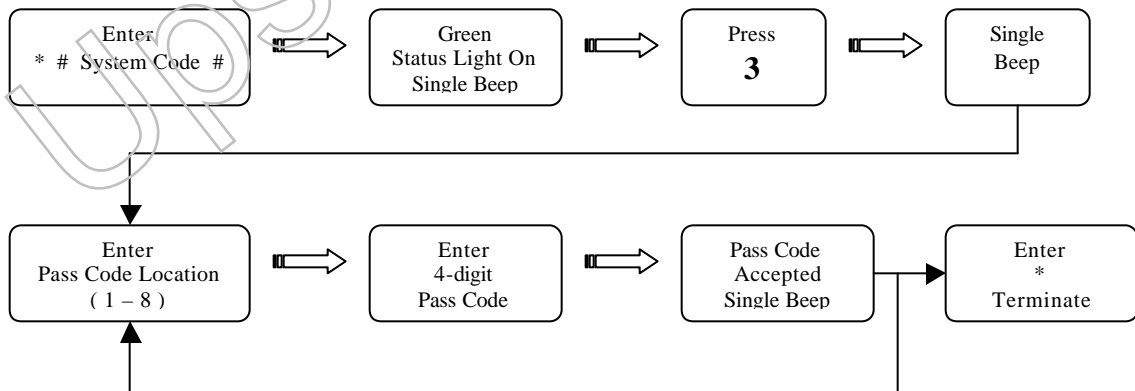 Enter
* # System Code #
Green
Status Light On
Single Beep
Press
3
Single
Beep
Enter
Pass Code Location
( 1 – 8 )
Enter
4-digit
Pass Code
Pass Code
Accepted
Single Beep
Enter
*
Terminate
Ups